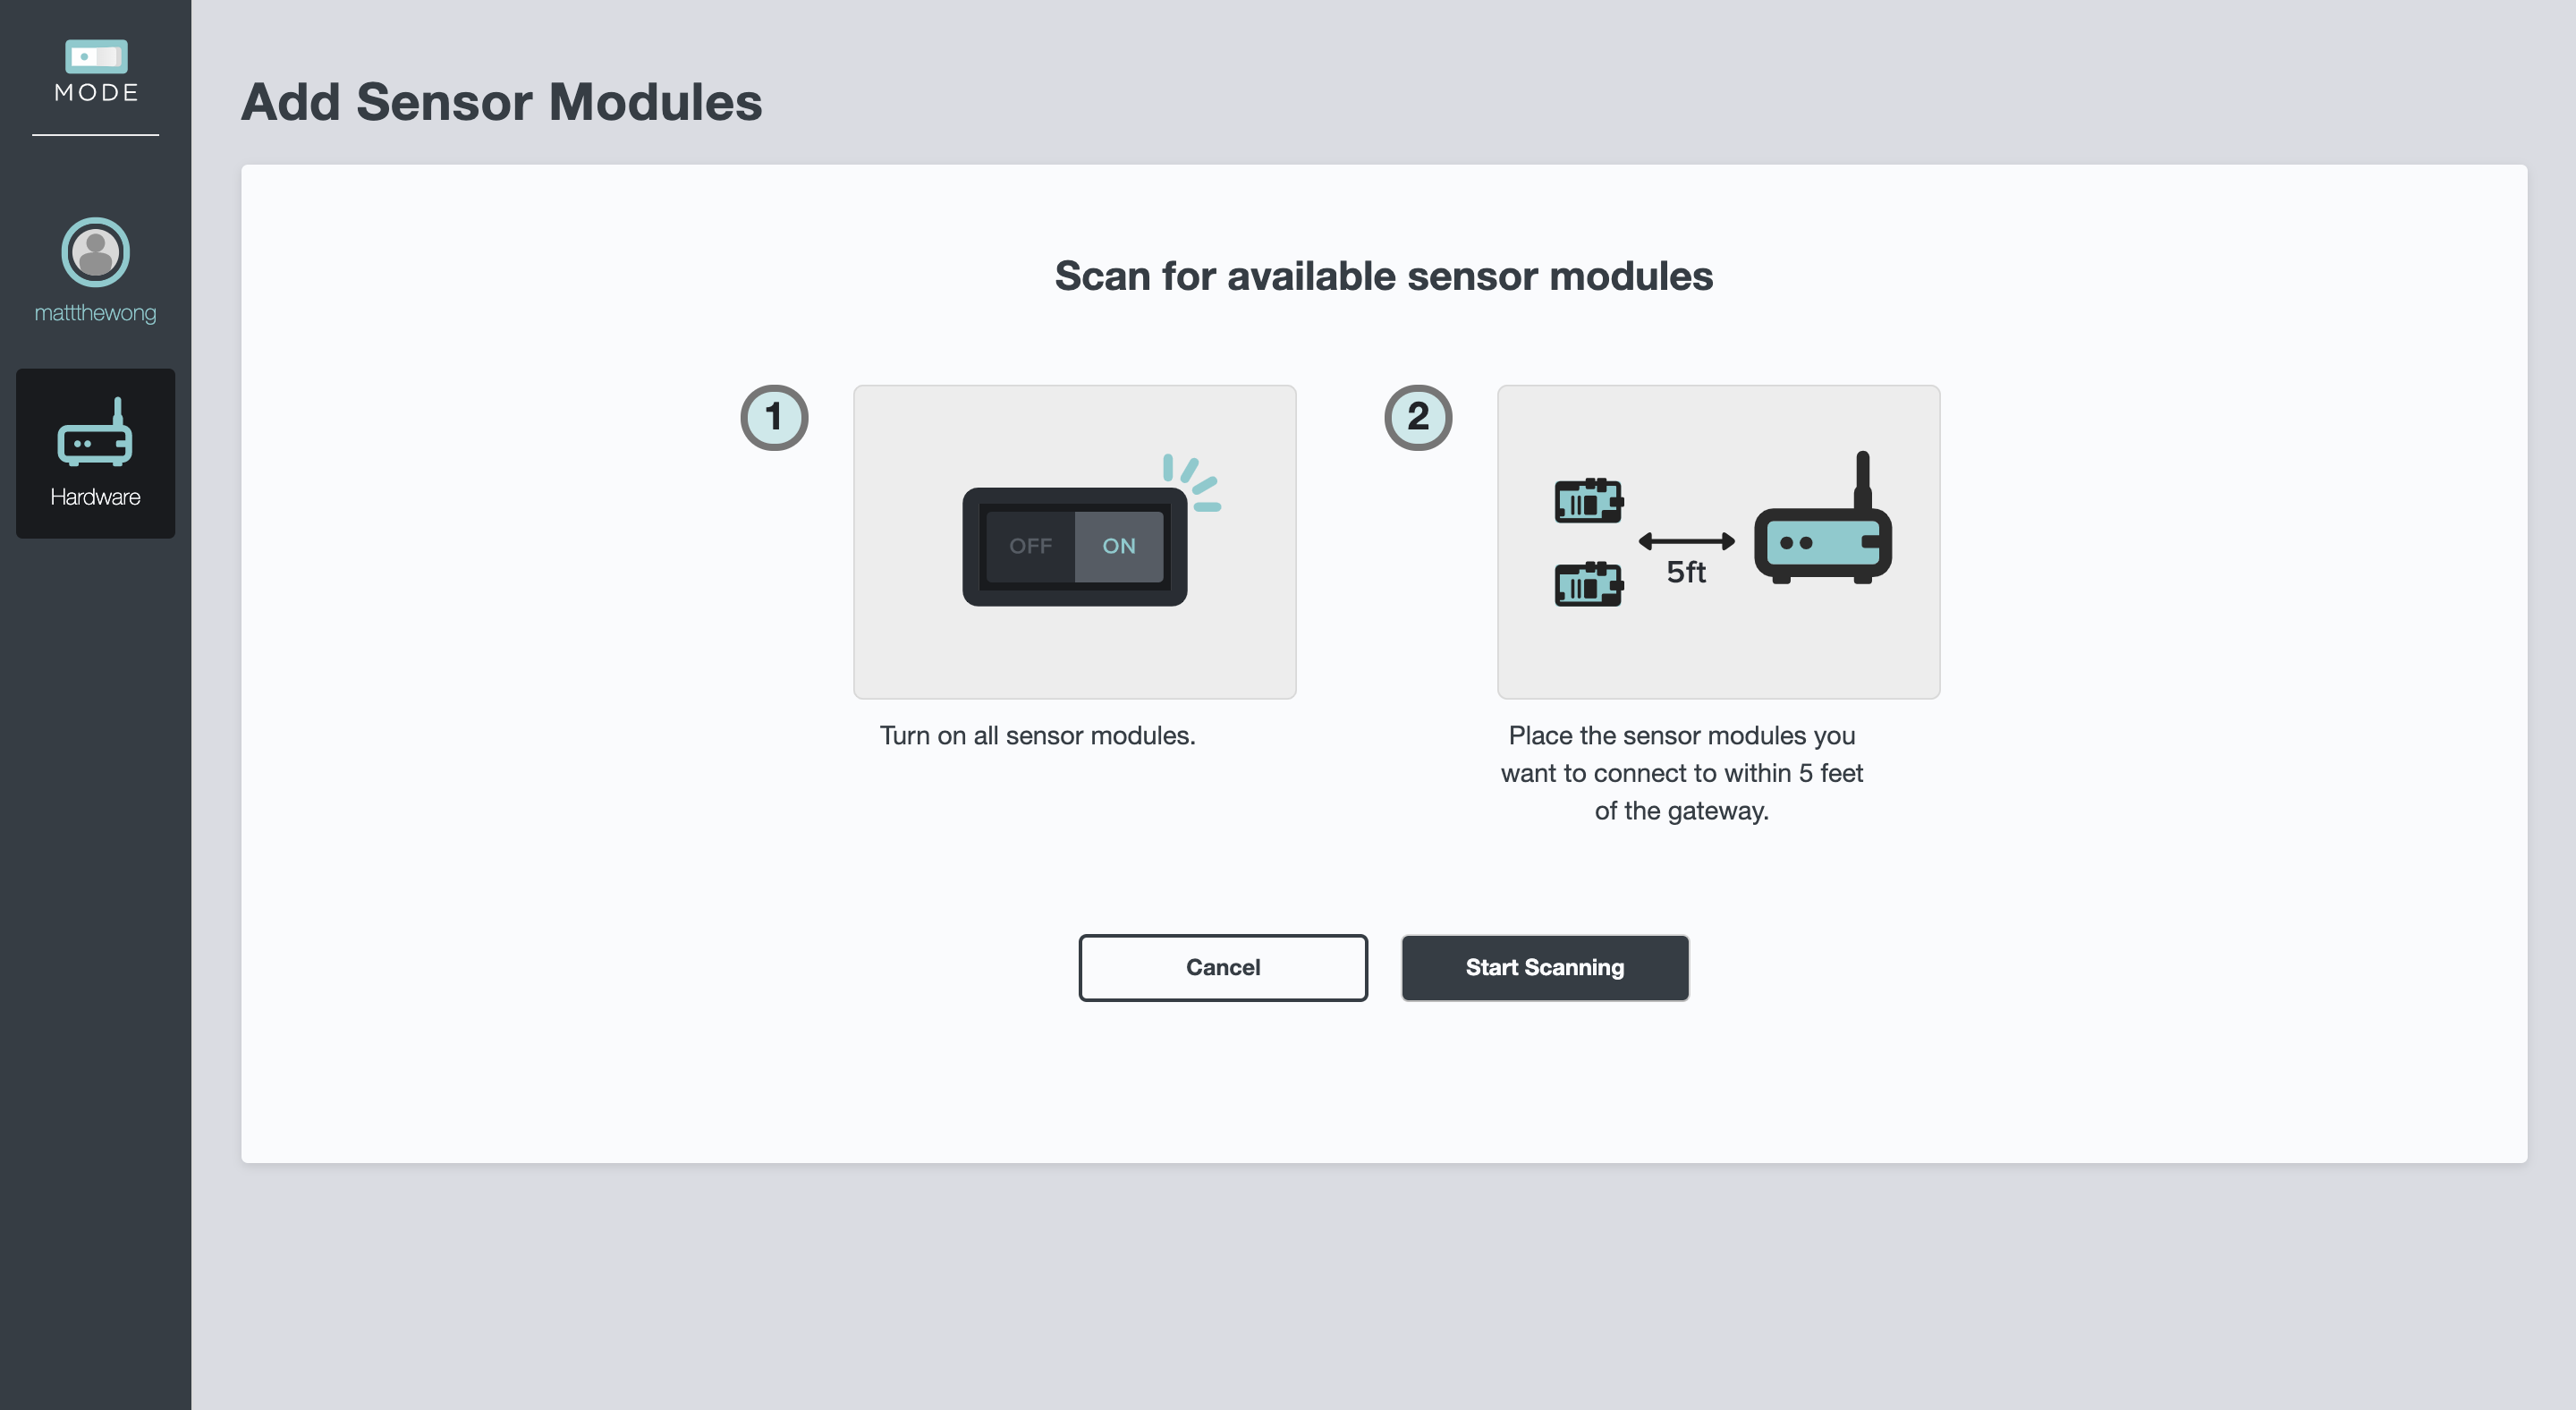 MODE
mattthewong
Hardware
Add Sensor Modules
Scan for available sensor modules
1
OFF
ON
Turn on all sensor modules.
2
5ft
Place the sensor modules you
want to connect to within 5 feet
of the gateway.
Cancel
Start Scanning